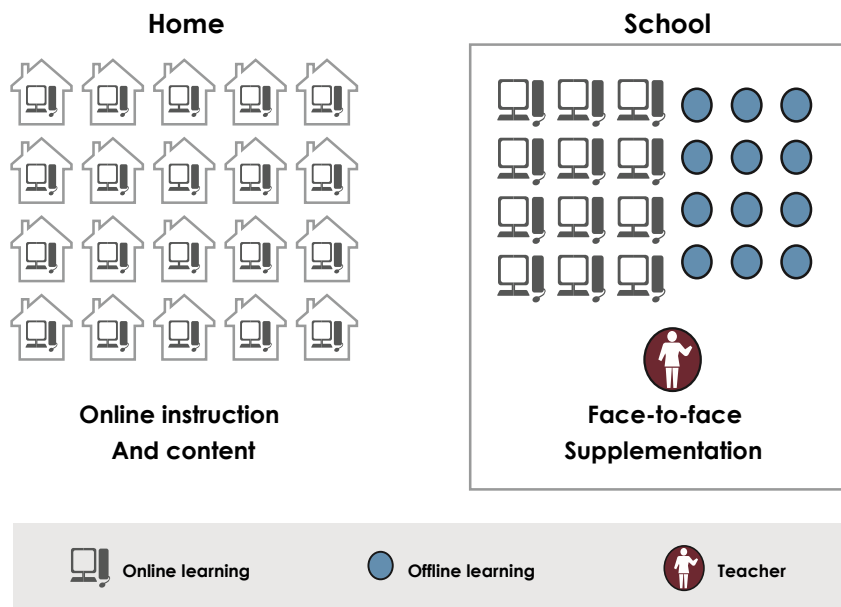 Home
School
Online instruction
And content
Face-to-face
Supplementation
Online learning
Offline learning
Teacher